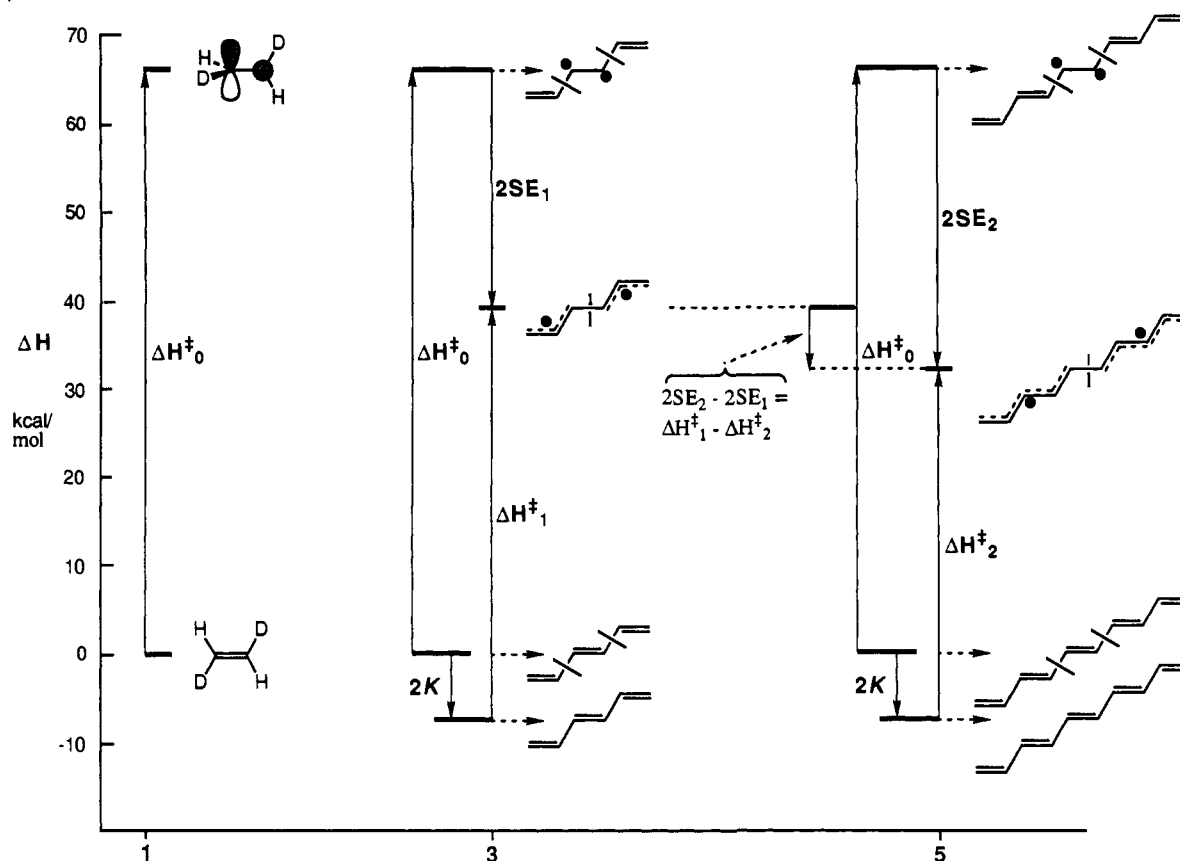 70
60
50
40
30
20
10
0
-10
ΔH
kcal/
mol
H
D
D
H
ΔH‡0
H
D
D
H
1
2SE1
ΔH‡0
ΔH‡1
2K
3
2SE2
ΔH‡0
2SE2 - 2SE1 =
ΔH‡1 - ΔH‡2
ΔH‡2
2K
5